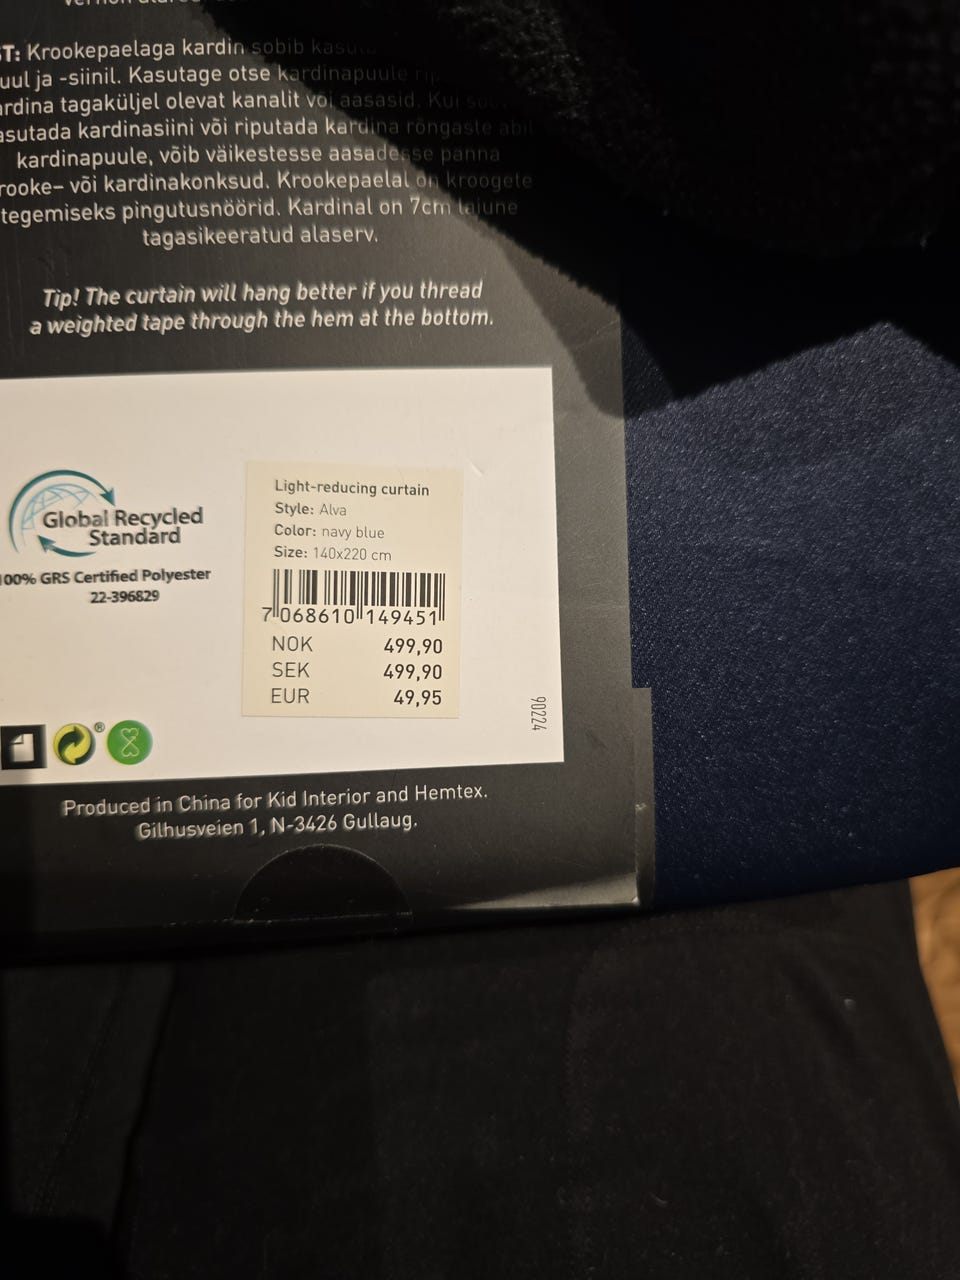 ST: Krookepaelaga kardin sobib
uul ja -siinil. Kasutage otse kardinapuule
ardina tagaküljel olevat kanalit või aasasid. Kui
asutada kardinasiini või riputada kardina rõngaste abil
kardinapuule, võib väikestesse aasadesse panna
rooke– või kardinakonksud. Krookepaelal on kroogete
tegemiseks pingutusnöörid. Kardinal on 7cm laiune
tagasikeeratud alaserv.
Tip! The curtain will hang better if you thread
a weighted tape through the hem at the bottom.
Global Recycled
Standard
00% GRS Certified Polyester
22-396829
Light-reducing curtain
Style: Alva
Color: navy blue
Size: 140x220 cm
7 068610 149451
NOK 499,90
SEK 499,90
EUR 49,95
90224
®
Produced in China for Kid Interior and Hemtex.
Gilhusveien 1, N-3426 Gullaug.